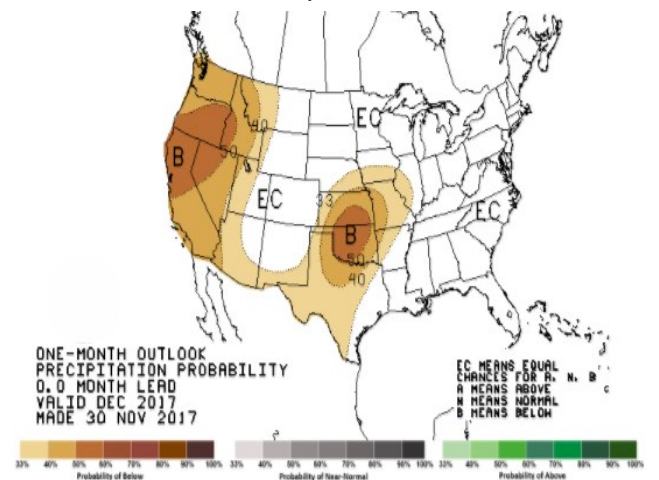 EC
40
50
B
EC
33
EC
B
50
40
ONE-MONTH OUTLOOK
PRECIPITATION PROBABILITY
0.0 MONTH LEAD
VALID DEC 2017
MADE 30 NOV 2017
EC MEANS EQUAL
CHANCES FOR A, N, B
A MEANS ABOVE
N MEANS NORMAL
B MEANS BELOW
33% 40% 50% 60% 70% 80% 90% 100%
Probability of Below
33% 40% 50% 60% 70% 80% 90% 100%
Probability of Near-Normal
33% 40% 50% 60% 70% 80% 90% 100%
Probability of Above